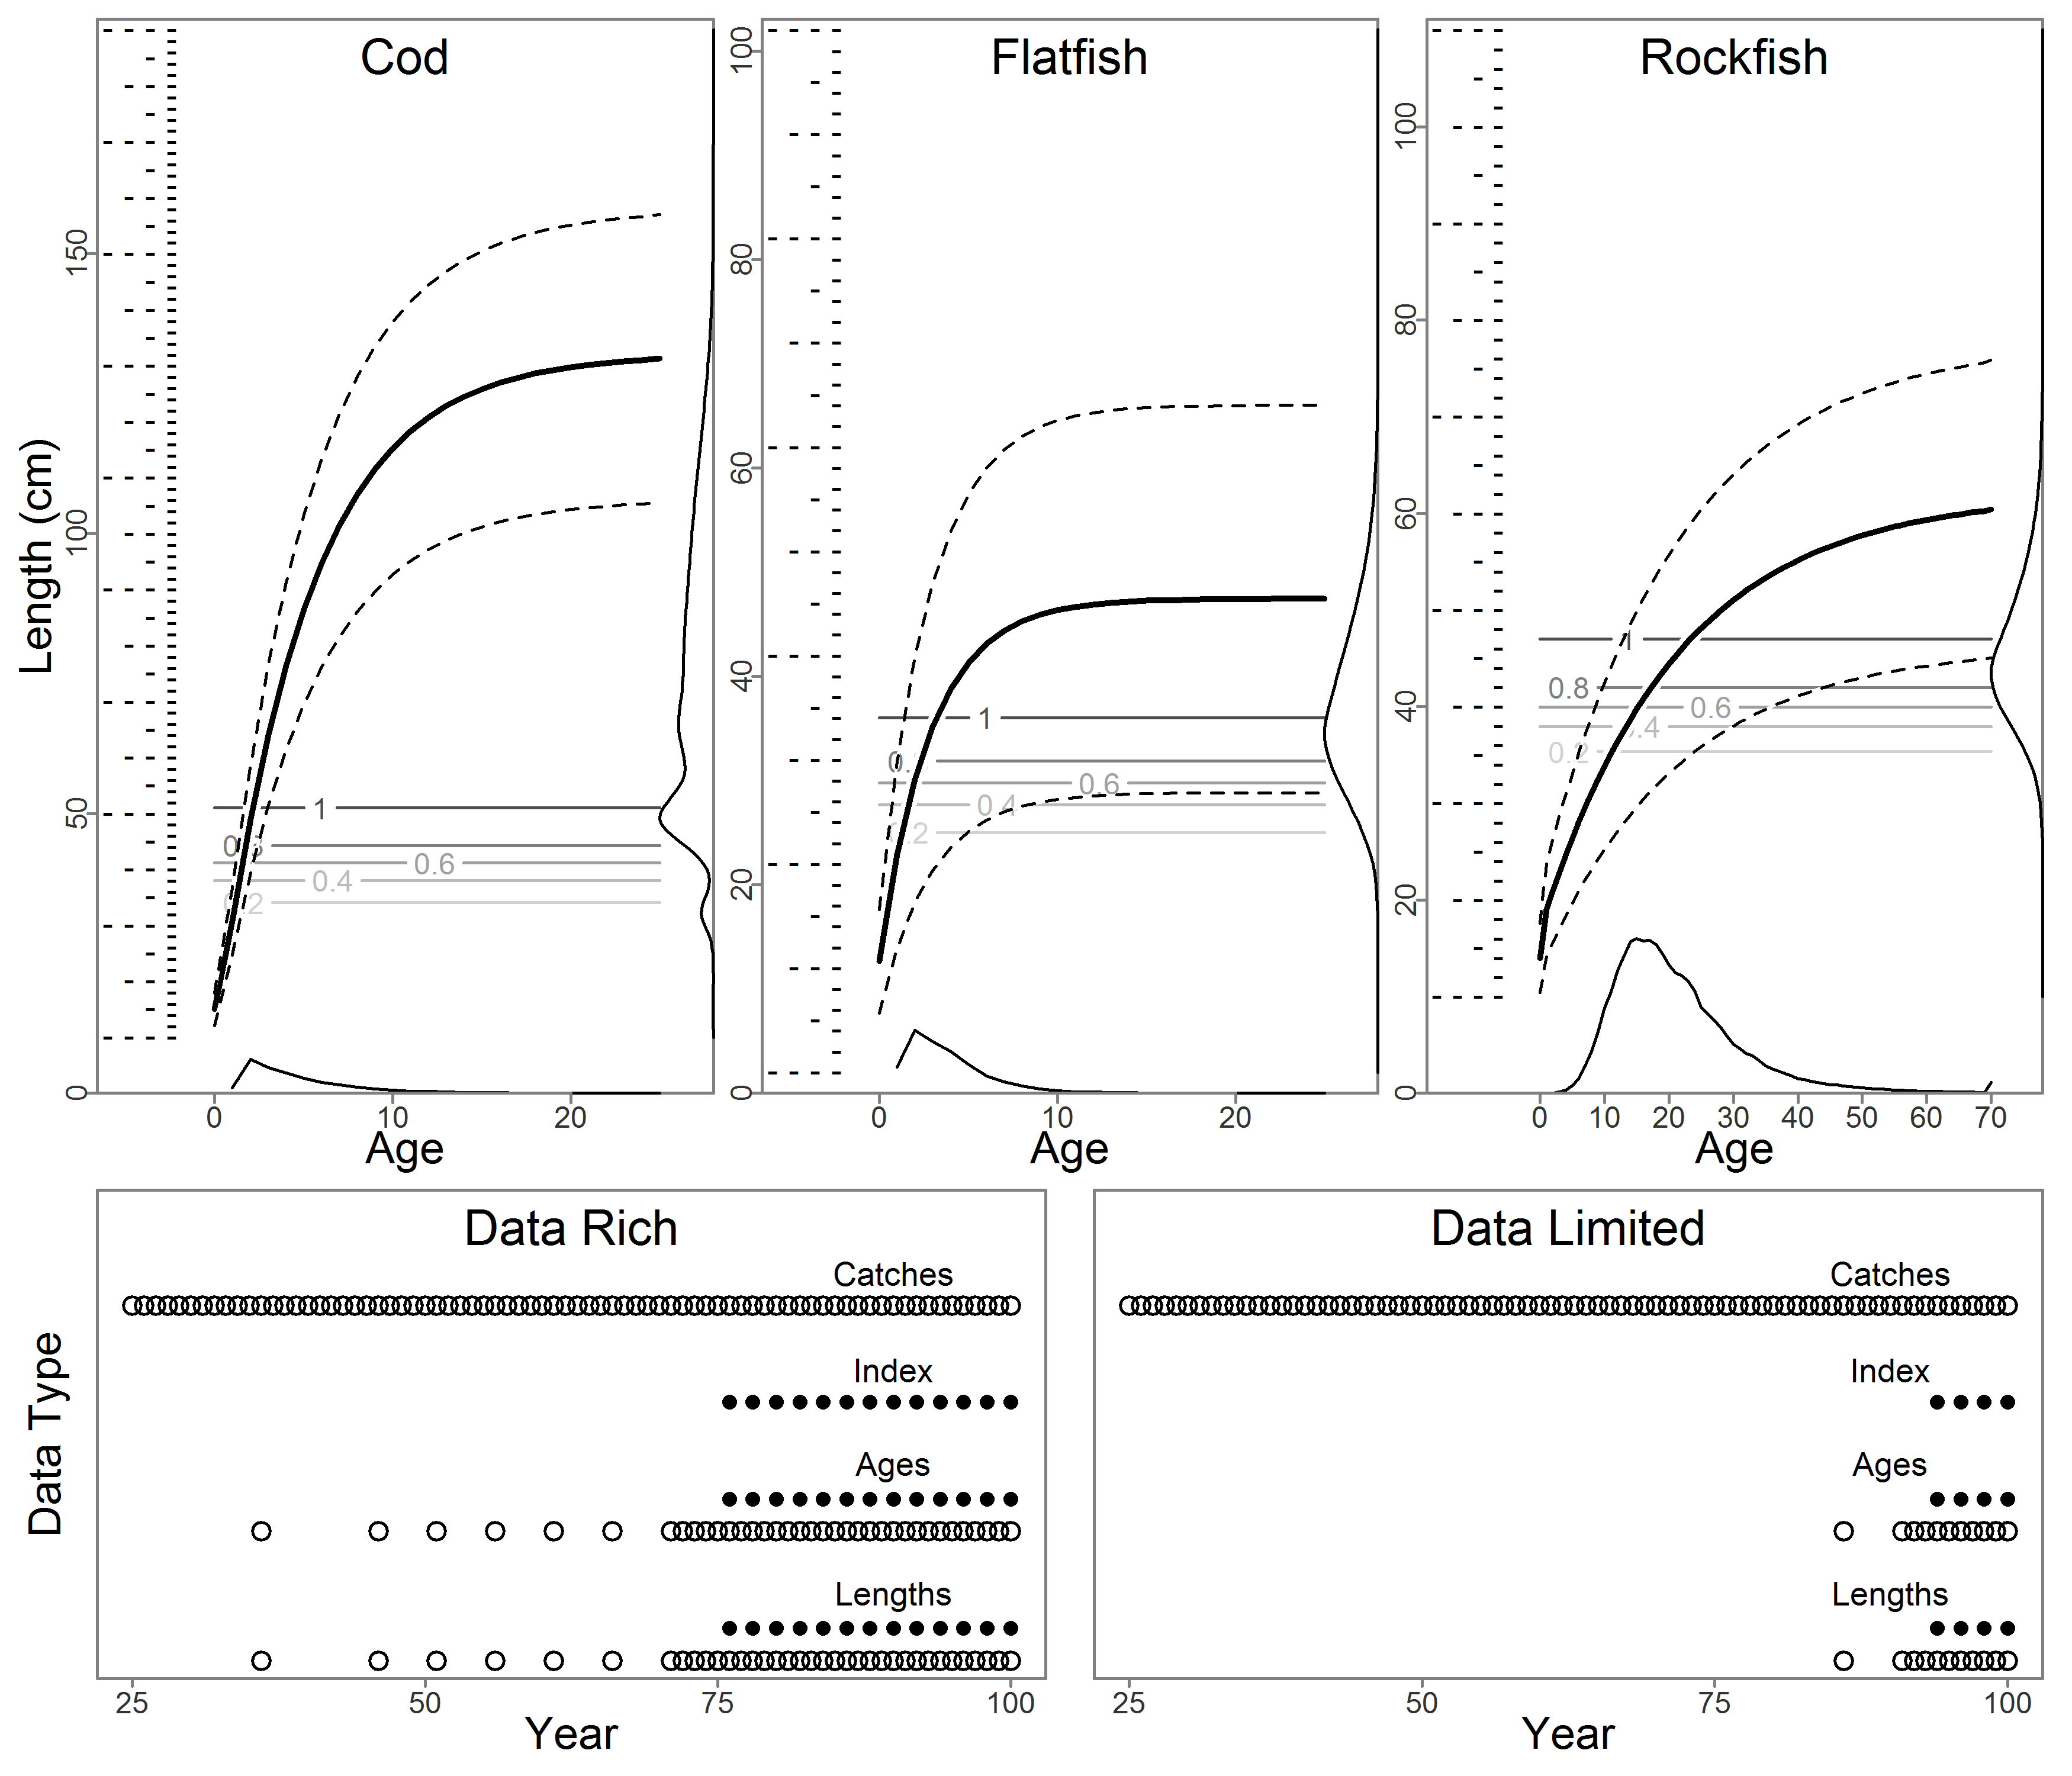 Cod
Flatfish
Rockfish
Length (cm)
0
50
100
150
1
0.6
0.4
0 10 20
Age
0
20
40
60
80
100
1
0.6
0.4
0 10 20
Age
0
20
40
60
80
100
1
0.8
0.6
0.2
0 10 20 30 40 50 60 70
Age
Data Type
Data Rich
Catches
Index
Ages
Lengths
25 50 75 100
Year
Data Limited
Catches
Index
Ages
Lengths
25 50 75 100
Year